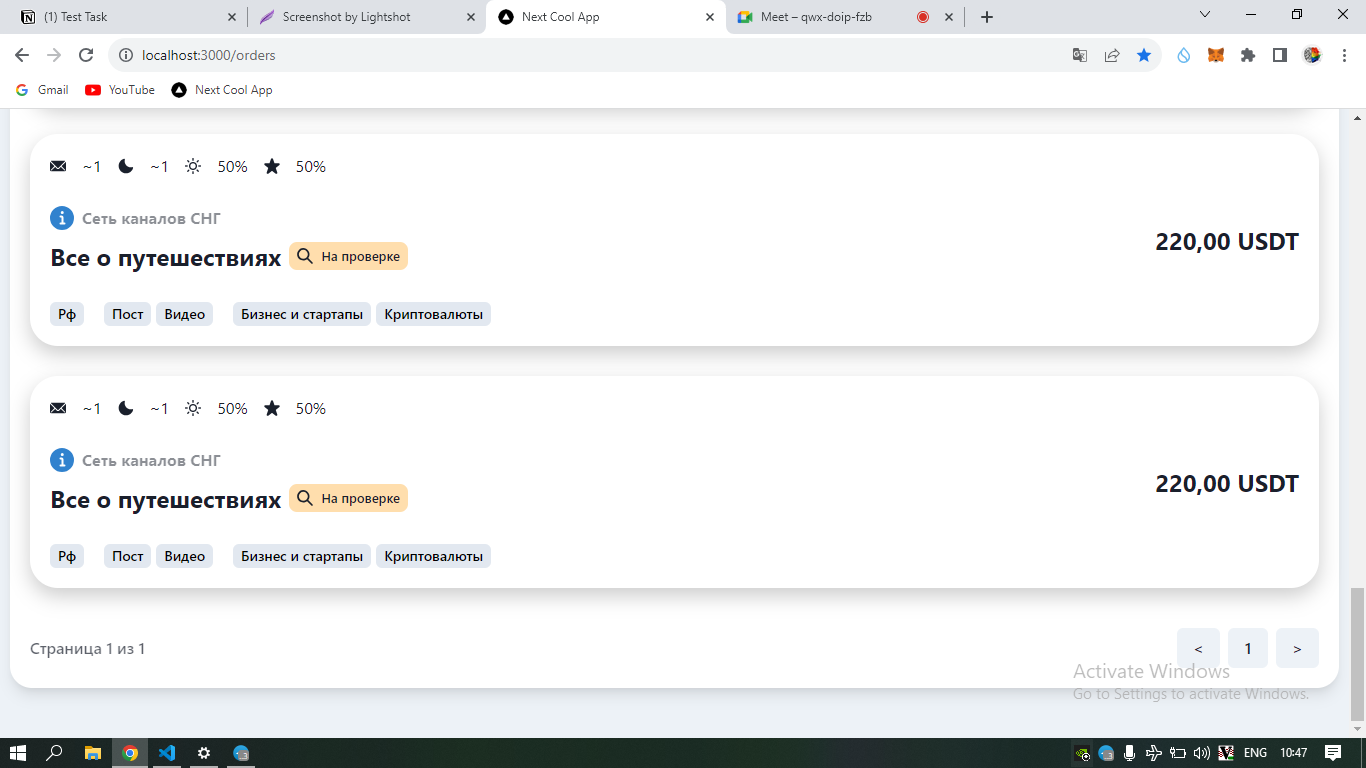 (1) Test Task
Screenshot by Lightshot
Next Cool App
Meet – qwx-doip-fzb
localhost:3000/orders
Gmail
YouTube
Next Cool App
~1 ~1 50% 50%
Сеть каналов СНГ
Все о путешествиях На проверке
220,00 USDT
Рф Пост Видео Бизнес и стартапы Криптовалюты
~1 ~1 50% 50%
Сеть каналов СНГ
Все о путешествиях На проверке
220,00 USDT
Рф Пост Видео Бизнес и стартапы Криптовалюты
Страница 1 из 1
< 1 >
Activate Windows
Go to Settings to activate Windows.
ENG 10:47